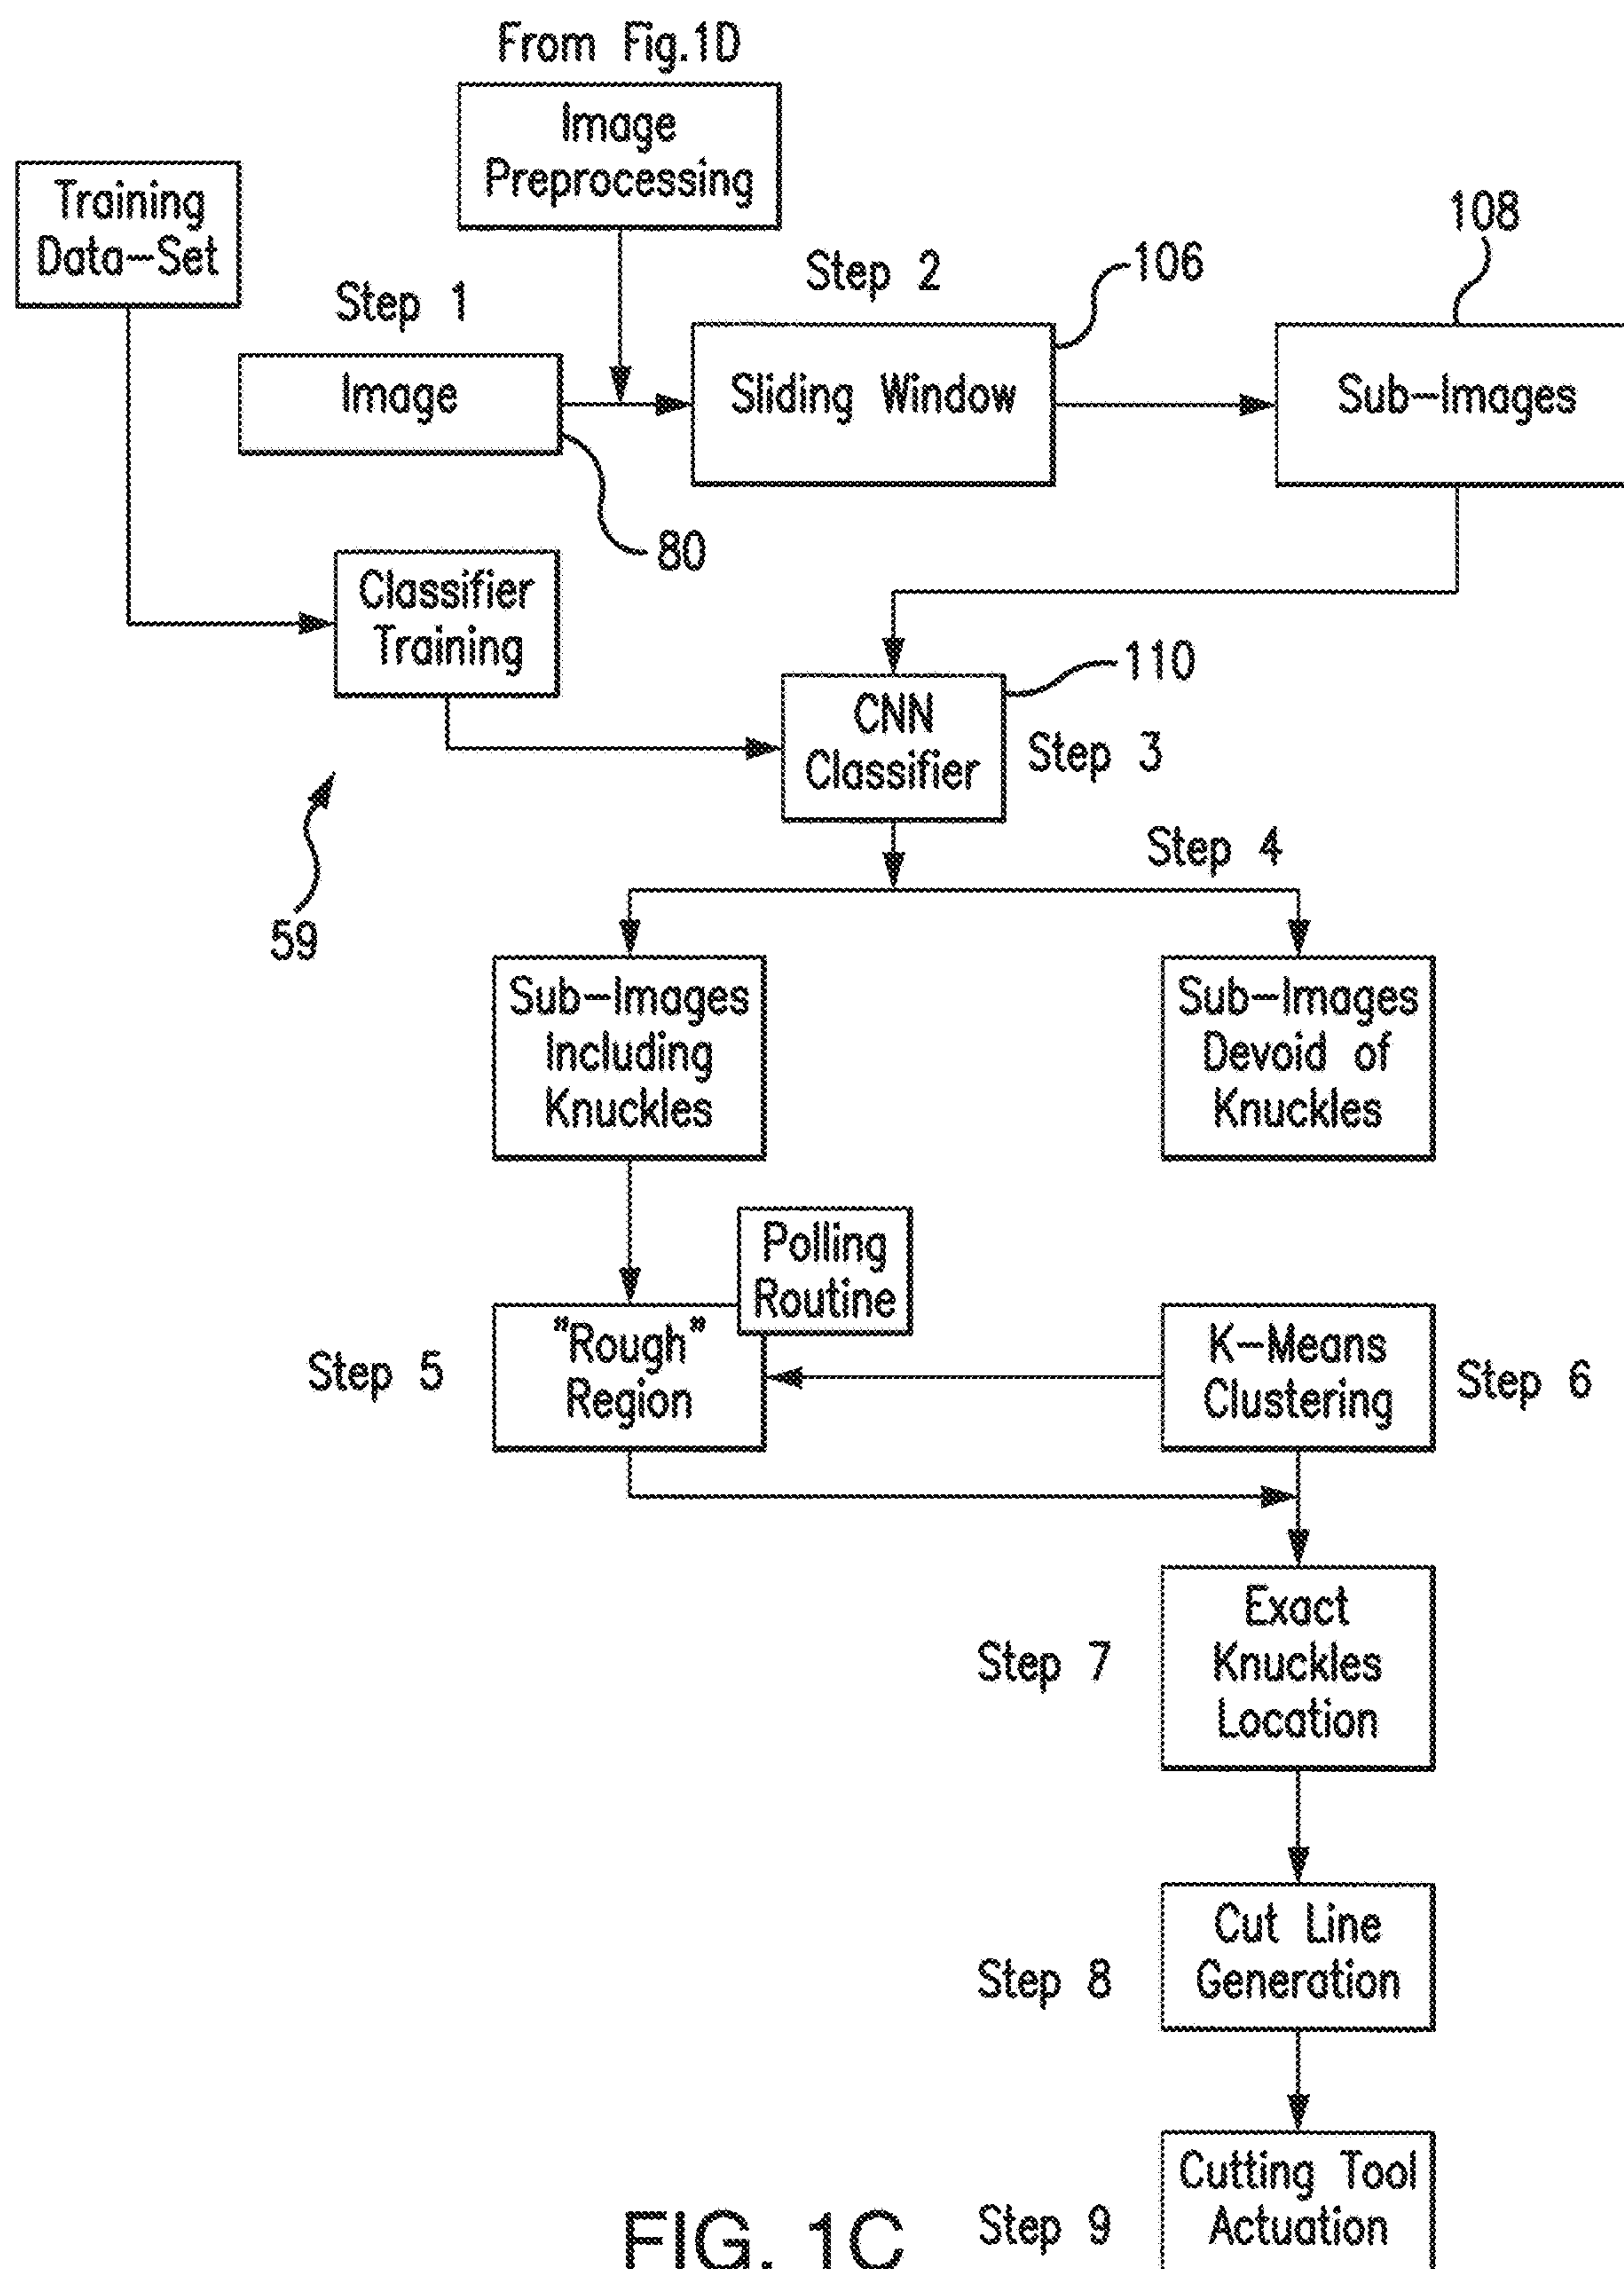 From Fig.1D
Image
Preprocessing
Training
Data-Set
Step 1
Image
80
Step 2
106
Sliding Window
108
Sub-Images
Classifier
Training
110
CNN
Classifier
Step 3
59
Step 4
Sub-Images
Including
Knuckles
Sub-Images
Devoid of
Knuckles
Polling
Routine
Step 5
"Rough"
Region
K-Means
Clustering
Step 6
Step 7
Exact
Knuckles
Location
Step 8
Cut Line
Generation
Step 9
Cutting Tool
Actuation
FIG. 1C